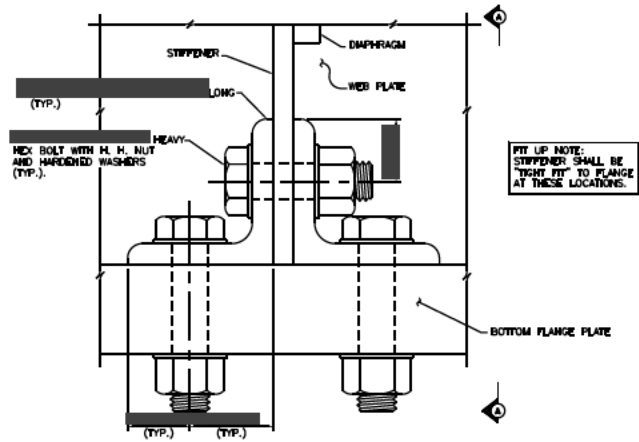 A
DIAPHRAGM
STIFFENER
WEB PLATE
LONG
(TYP.)
HEAVY
HEX BOLT WITH H. H. NUT
AND HARDENED WASHERS
(TYP.).
FIT UP NOTE:
STIFFENER SHALL BE
"TIGHT FIT" TO FLANGE
AT THESE LOCATIONS.
BOTTOM FLANGE PLATE
A
(TYP.) (TYP.)